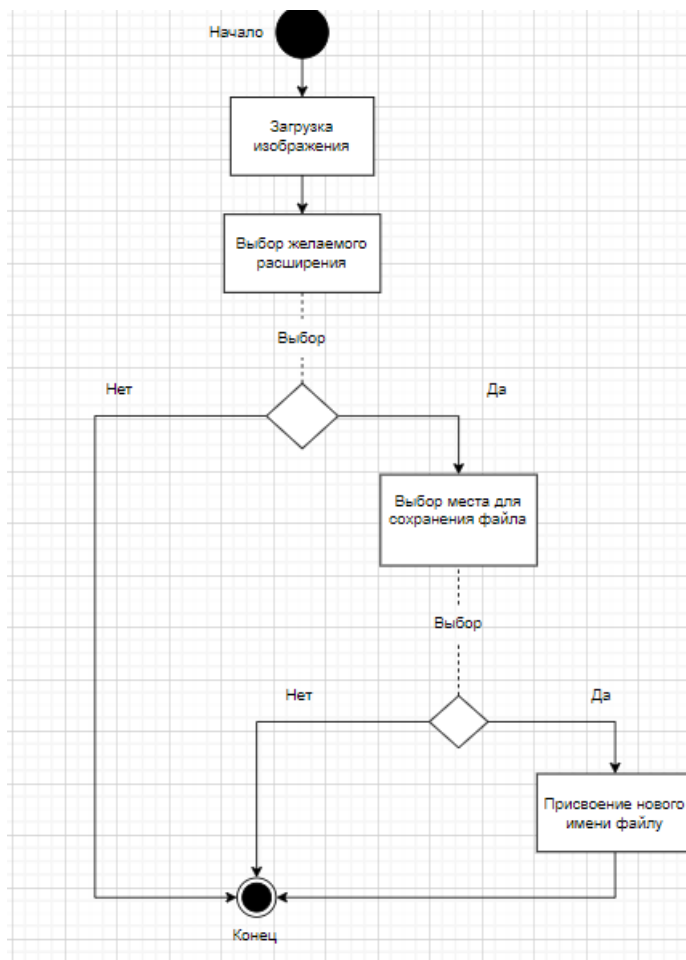 Начало
Загрузка
изображения
Выбор желаемого
расширения
Выбор
Нет
Да
Выбор места для
сохранения файла
Выбор
Нет
Да
Присвоение нового
имени файлу
Конец